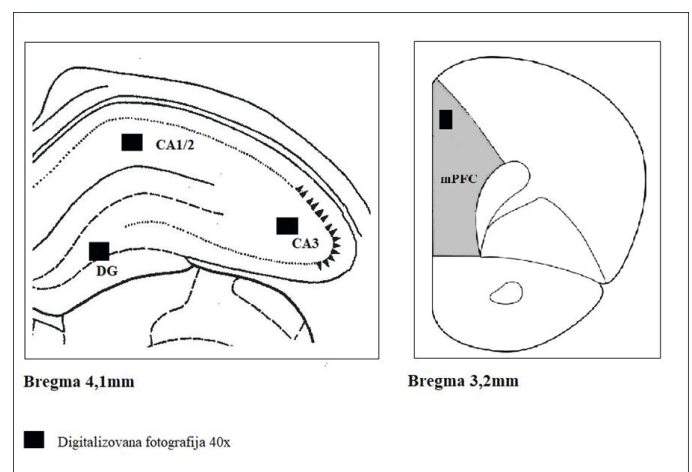 CA1/2
CA3
DG
mPFC
Bregma 4,1mm
Bregma 3,2mm
Digitalizovana fotografija 40x